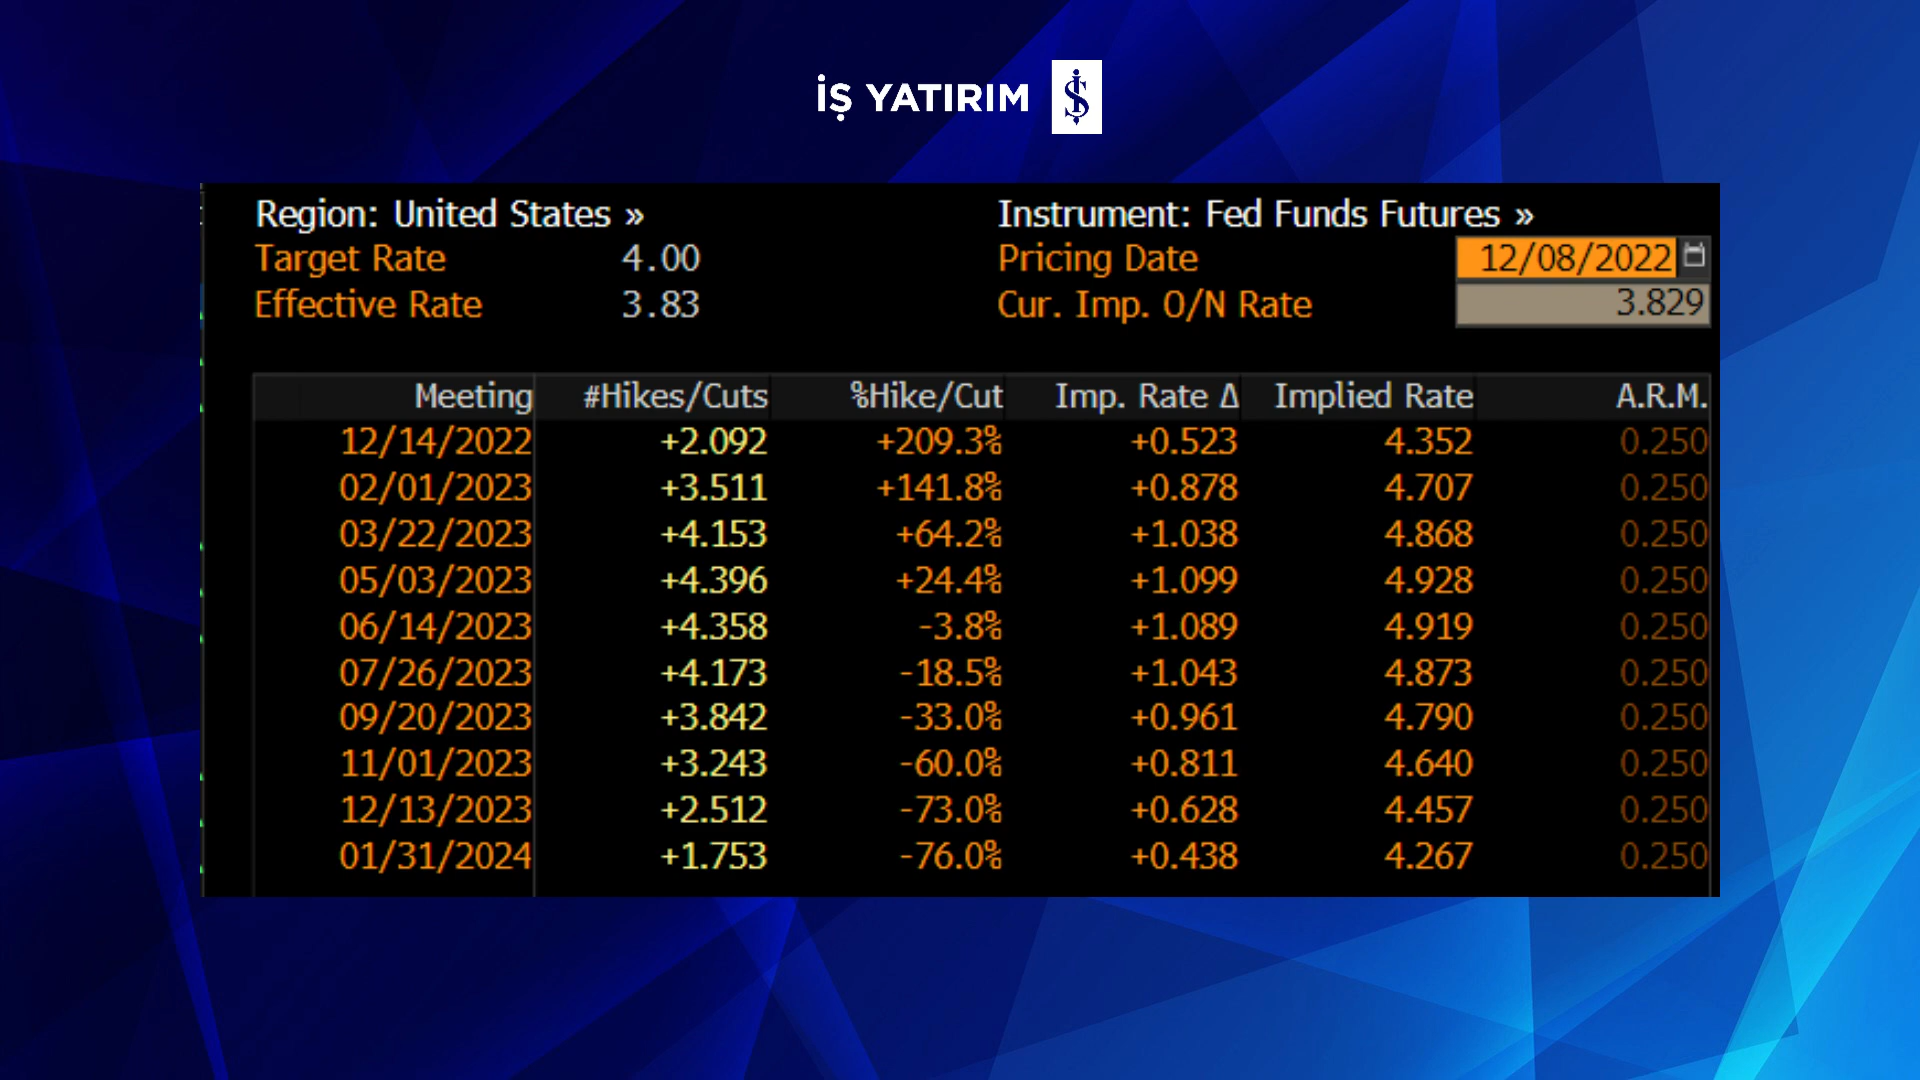 İŞ YATIRIM
Region: United States » Instrument: Fed Funds Futures »
Target Rate 4.00 Pricing Date 12/08/2022
Effective Rate 3.83 Cur. Imp. O/N Rate 3.829
Meeting #Hikes/Cuts %Hike/Cut Imp. Rate Δ Implied Rate A.R.M.
12/14/2022 +2.092 +209.3% +0.523 4.352 0.250
02/01/2023 +3.511 +141.8% +0.878 4.707 0.250
03/22/2023 +4.153 +64.2% +1.038 4.868 0.250
05/03/2023 +4.396 +24.4% +1.099 4.928 0.250
06/14/2023 +4.358 -3.8% +1.089 4.919 0.250
07/26/2023 +4.173 -18.5% +1.043 4.873 0.250
09/20/2023 +3.842 -33.0% +0.961 4.790 0.250
11/01/2023 +3.243 -60.0% +0.811 4.640 0.250
12/13/2023 +2.512 -73.0% +0.628 4.457 0.250
01/31/2024 +1.753 -76.0% +0.438 4.267 0.250